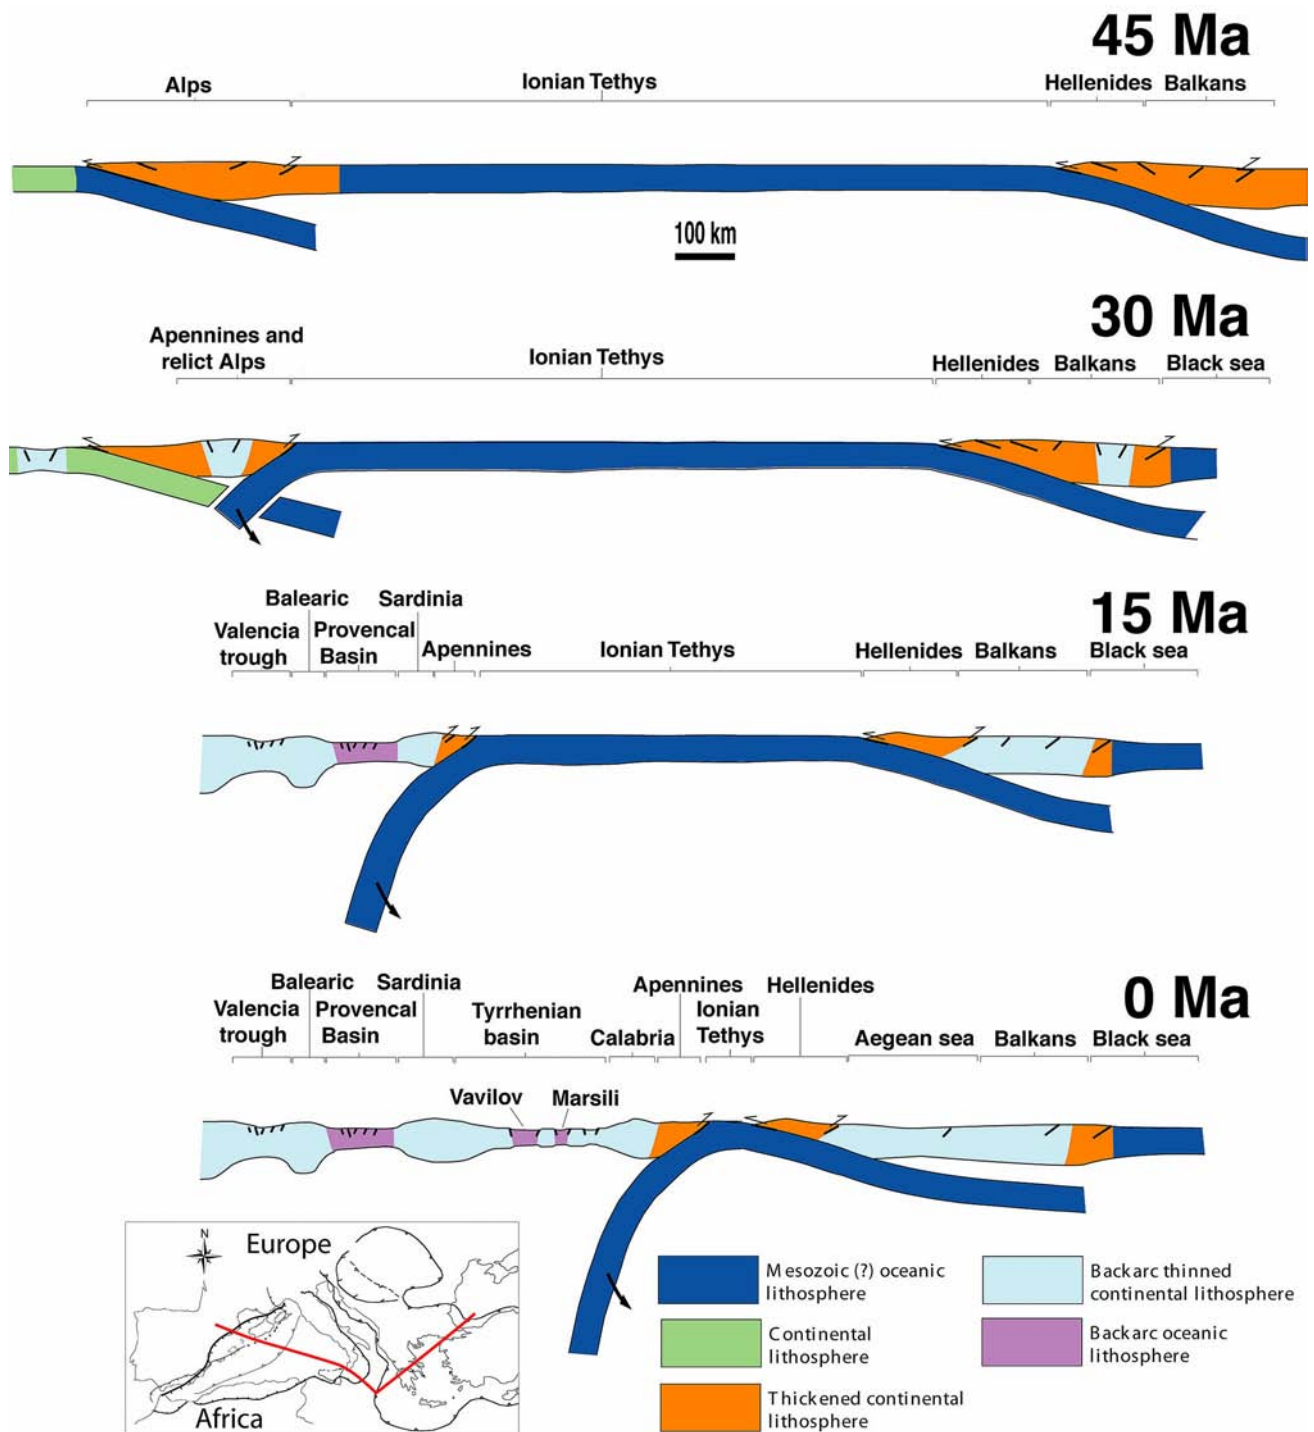 45 Ma
Alps
Ionian Tethys
Hellenides
Balkans
100 km
30 Ma
Apennines and
relict Alps
Ionian Tethys
Hellenides
Balkans
Black sea
15 Ma
Balearic
Sardinia
Valencia
trough
Provencal
Basin
Apennines
Ionian Tethys
Hellenides
Balkans
Black sea
0 Ma
Balearic
Sardinia
Apennines
Hellenides
Valencia
trough
Provencal
Basin
Tyrrhenian
basin
Calabria
Ionian
Tethys
Aegean sea
Balkans
Black sea
Vavilov
Marsili
N
Europe
Africa
Mesozoic (?) oceanic
lithosphere
Continental
lithosphere
Thickened continental
lithosphere
Backarc thinned
continental lithosphere
Backarc oceanic
lithosphere